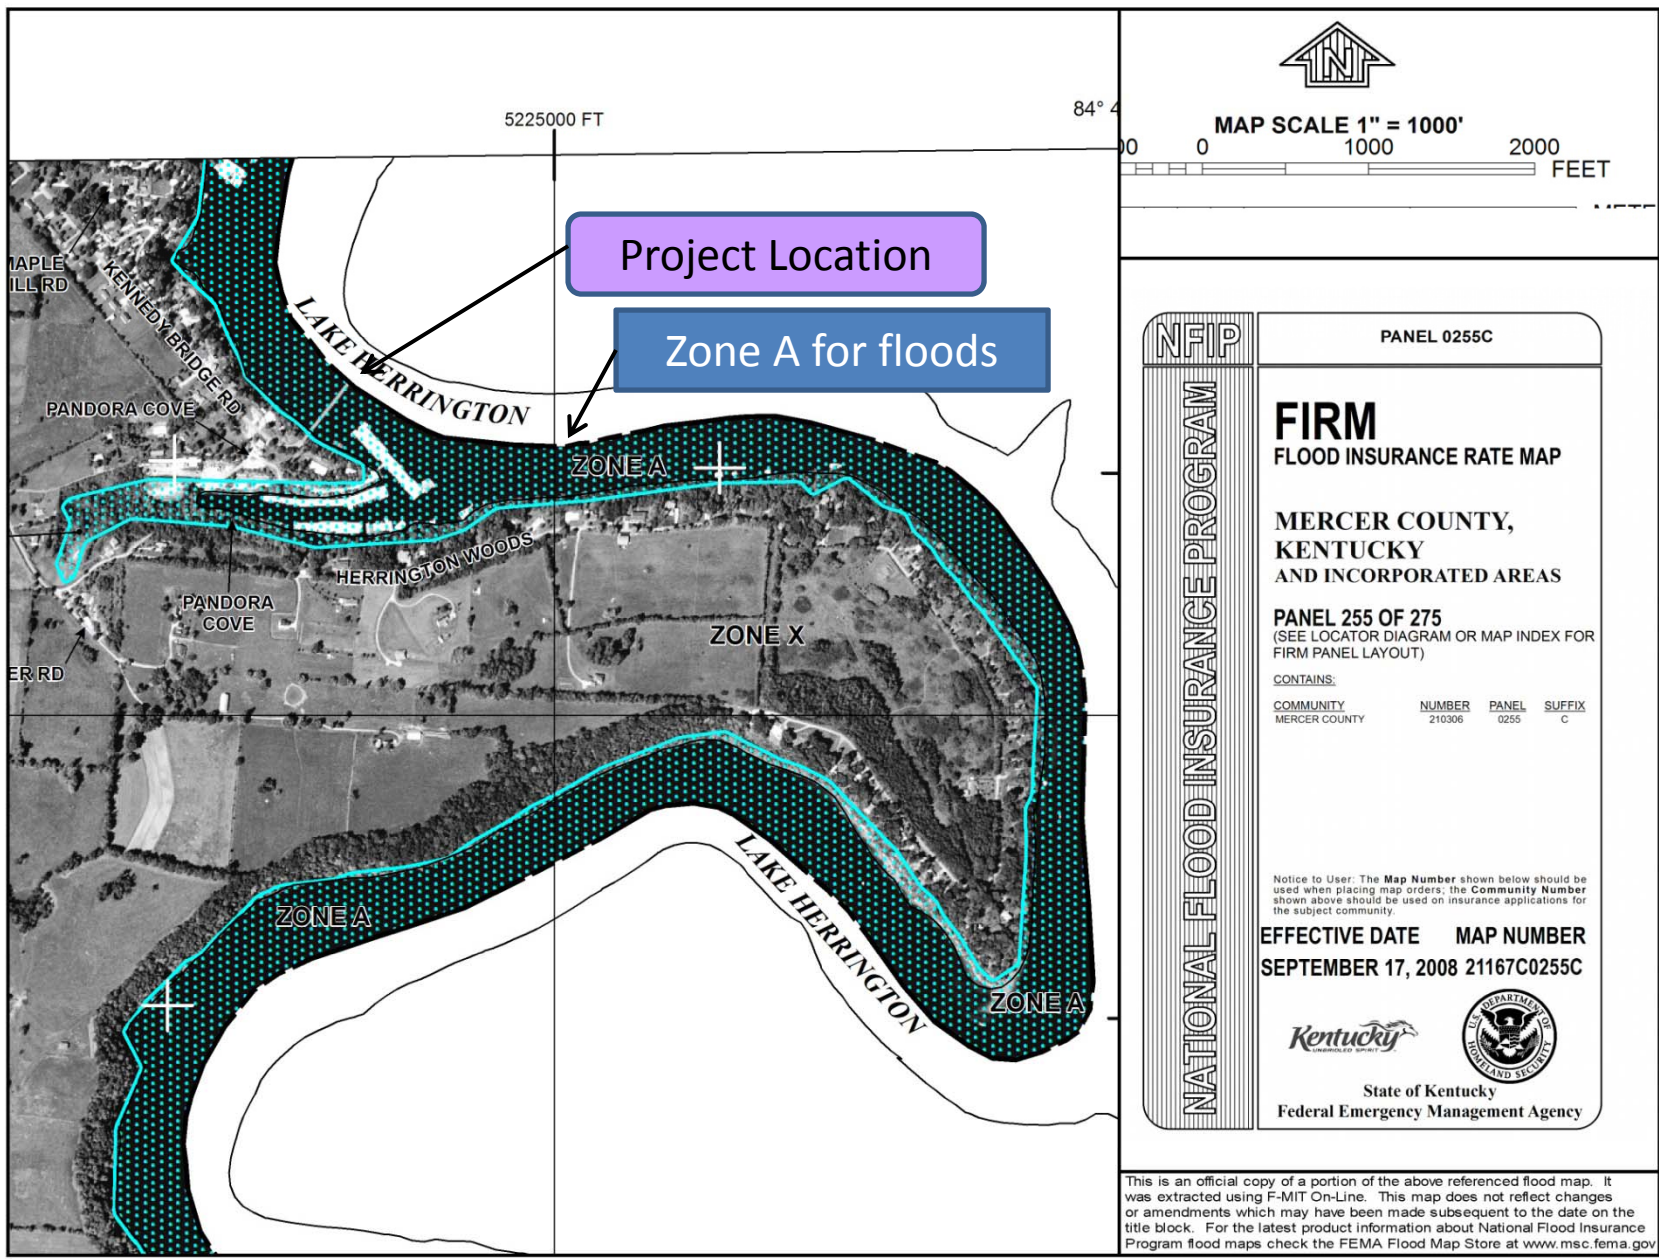 5225000 FT
84° 4
Project Location
Zone A for floods
MAPLE
ILL RD
KENNEDY BRIDGE RD
LAKE HERRINGTON
PANDORA COVE
ZONE A
HERRINGTON WOODS
PANDORA
COVE
ZONE X
ER RD
LAKE HERRINGTON
ZONE A
ZONE A
N
MAP SCALE 1" = 1000'
00 0 1000 2000
FEET
NFIP
PANEL 0255C
NATIONAL FLOOD INSURANCE PROGRAM
FIRM
FLOOD INSURANCE RATE MAP
MERCER COUNTY,
KENTUCKY
AND INCORPORATED AREAS
PANEL 255 OF 275
(SEE LOCATOR DIAGRAM OR MAP INDEX FOR
FIRM PANEL LAYOUT)
CONTAINS:
COMMUNITY NUMBER PANEL SUFFIX
MERCER COUNTY 210306 0255 C
Notice to User: The Map Number shown below should be
used when placing map orders; the Community Number
shown above should be used on insurance applications for
the subject community.
EFFECTIVE DATE MAP NUMBER
SEPTEMBER 17, 2008 21167C0255C
Kentucky
UNBRIDLED SPIRIT
U.S. DEPARTMENT OF
HOMELAND SECURITY
State of Kentucky
Federal Emergency Management Agency
This is an official copy of a portion of the above referenced flood map. It
was extracted using F-MIT On-Line. This map does not reflect changes
or amendments which may have been made subsequent to the date on the
title block. For the latest product information about National Flood Insurance
Program flood maps check the FEMA Flood Map Store at www.msc.fema.gov